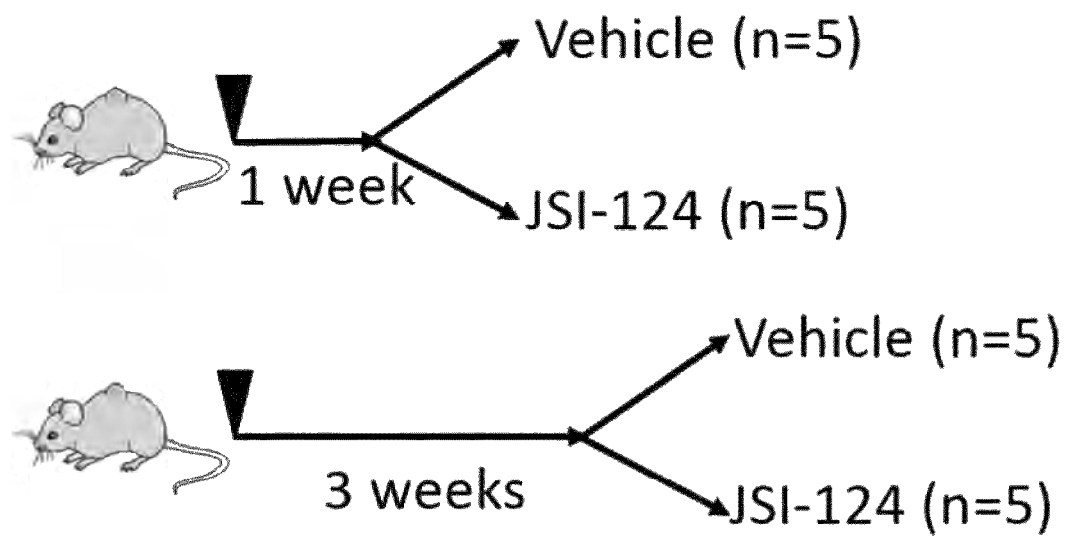 Vehicle (n=5)
1 week
JSI-124 (n=5)
Vehicle (n=5)
3 weeks
JSI-124 (n=5)